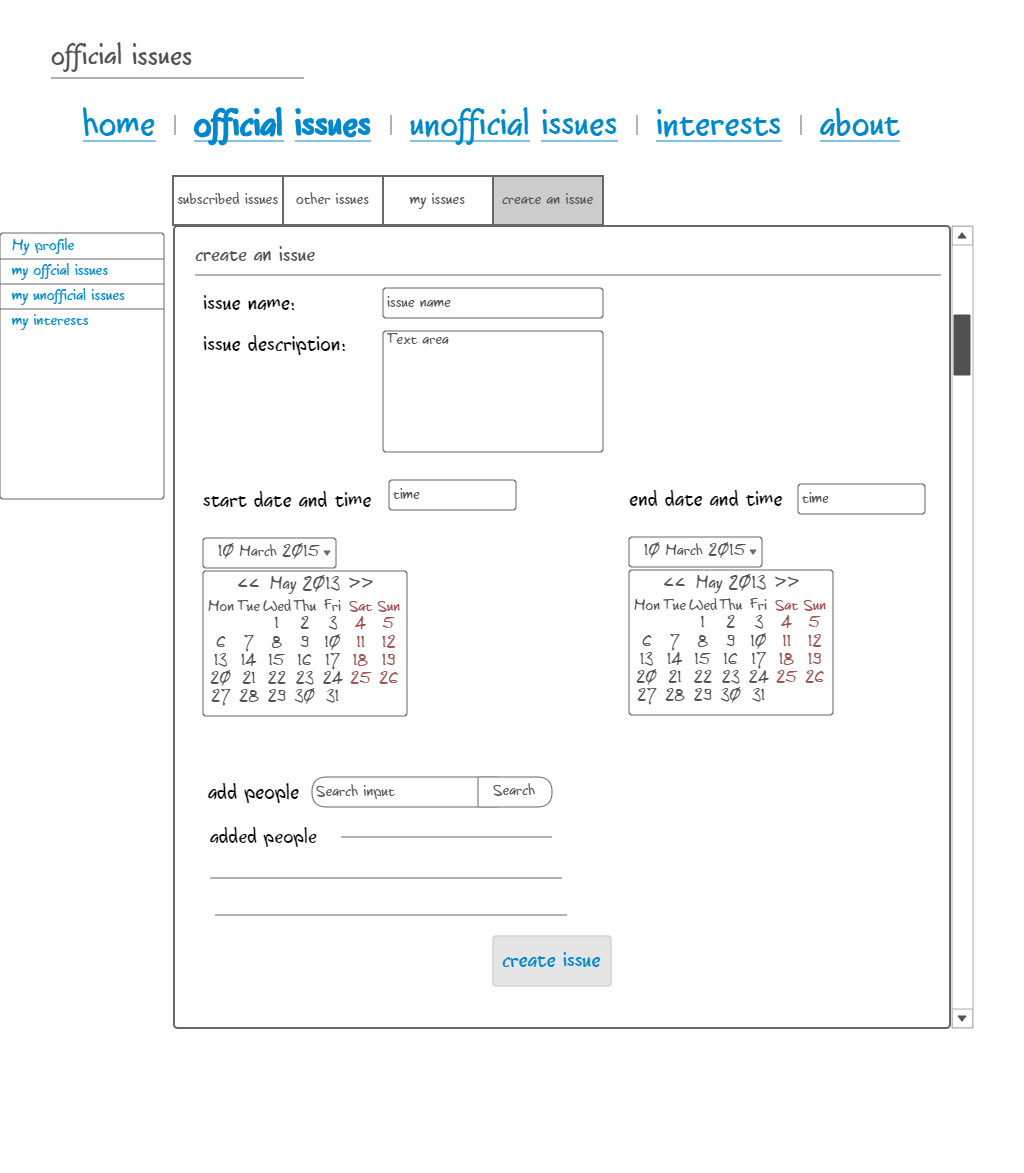 official issues
home | official issues | unofficial issues | interests | about
subscribed issues other issues my issues create an issue
My profile
my offcial issues
my unofficial issues
my interests
create an issue
issue name: issue name
issue description: Text area
start date and time time end date and time time
10 March 2015 10 March 2015
<< May 2013 >> << May 2013 >>
Mon Tue Wed Thu Fri Sat Sun Mon Tue Wed Thu Fri Sat Sun
1 2 3 4 5 1 2 3 4 5
6 7 8 9 10 11 12 6 7 8 9 10 11 12
13 14 15 16 17 18 19 13 14 15 16 17 18 19
20 21 22 23 24 25 26 20 21 22 23 24 25 26
27 28 29 30 31 27 28 29 30 31
add people Search input Search
added people
create issue